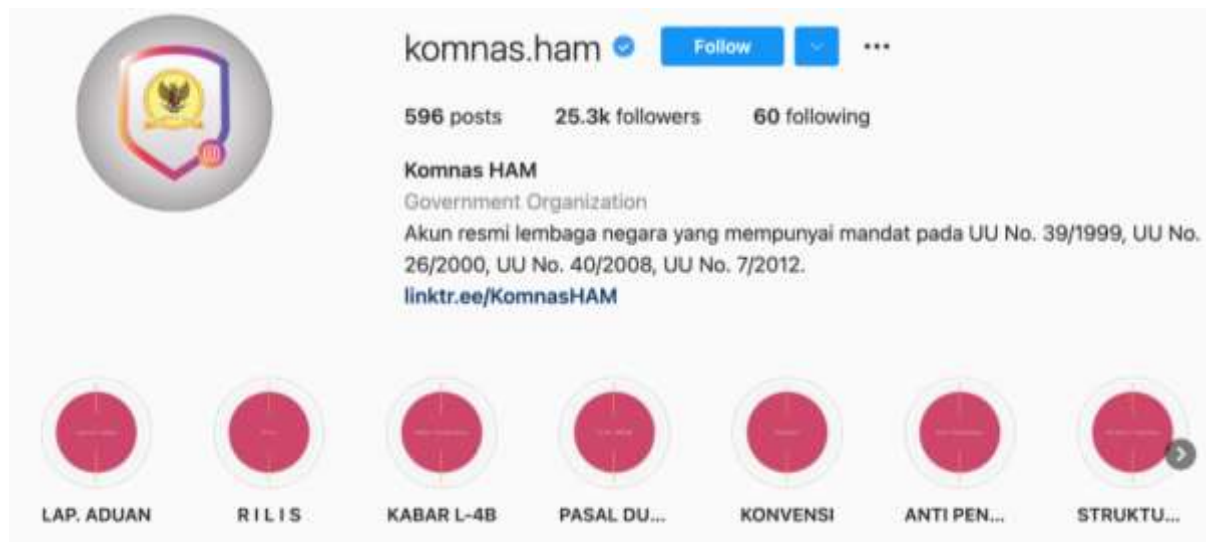 komnas.ham Follow
596 posts 25.3k followers 60 following
Komnas HAM
Government Organization
Akun resmi lembaga negara yang mempunyai mandat pada UU No. 39/1999, UU No.
26/2000, UU No. 40/2008, UU No. 7/2012.
linktr.ee/KomnasHAM
LAP. ADUAN R I L I S KABAR L-4B PASAL DU... KONVENSI ANTI PEN... STRUKTU...